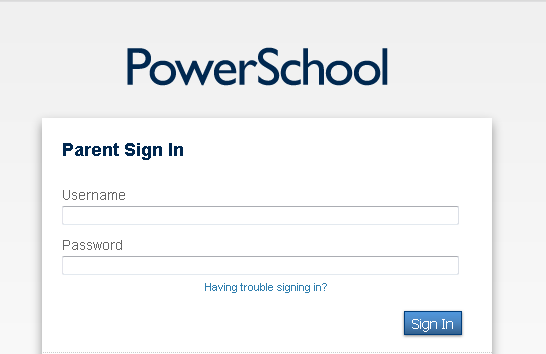 PowerSchool
Parent Sign In
Username
Password
Having trouble signing in?
Sign In